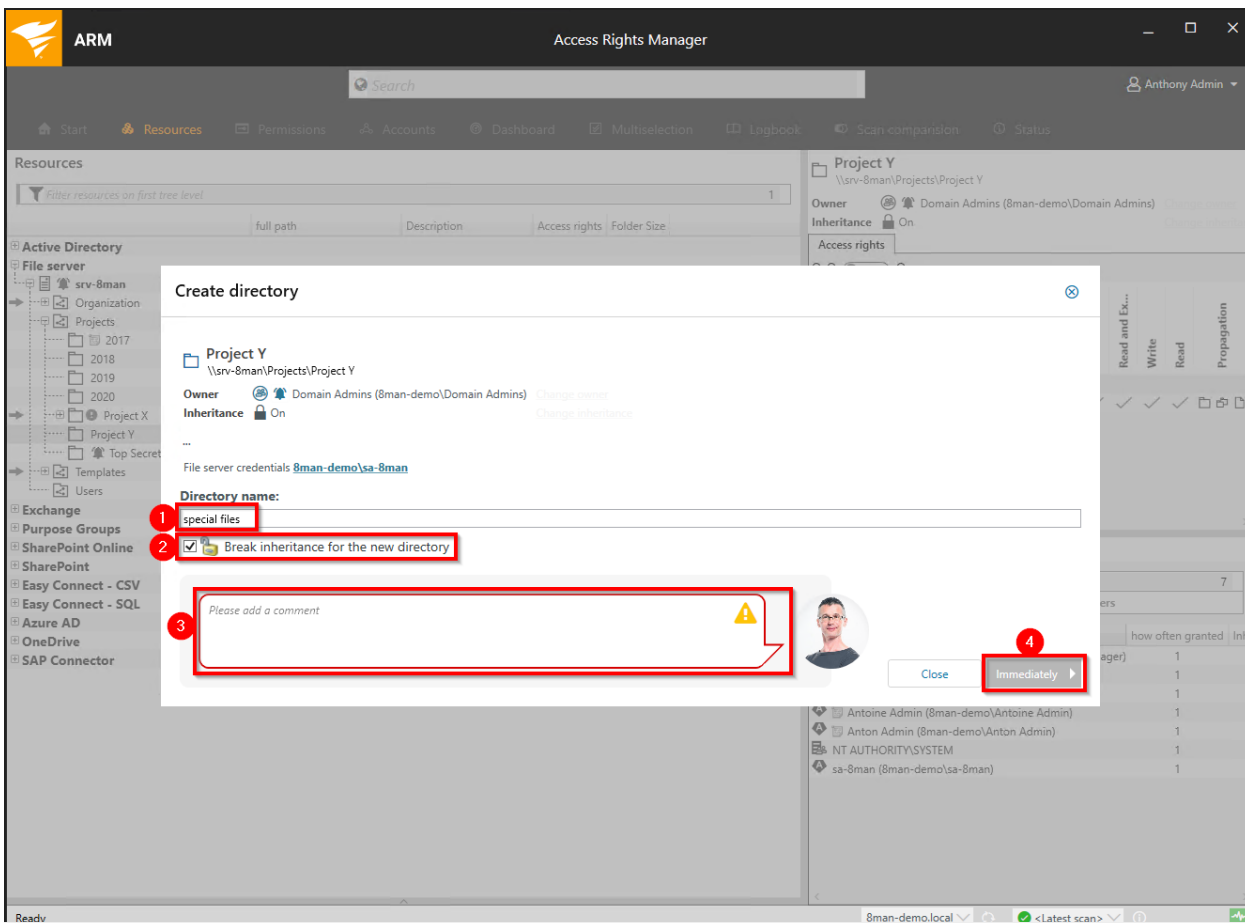 ARM
Access Rights Manager
Search
Anthony Admin
Start Resources Permissions Accounts Dashboard Multiselection Logbook Scan comparision Status
Resources
Filter resources on first tree level 1
full path Description Access rights Folder Size
Active Directory
File server
srv-8man
Organization
Projects
2017
2018
2019
2020
Project X
Project Y
Top Secret
Templates
Users
Exchange
Purpose Groups
SharePoint Online
SharePoint
Easy Connect - CSV
Easy Connect - SQL
Azure AD
OneDrive
SAP Connector
Project Y
\\srv-8man\Projects\Project Y
Owner Domain Admins (8man-demo\Domain Admins)
Inheritance On
Access rights
Read and Ex...
Write
Read
Propagation
Create directory
Project Y
\\srv-8man\Projects\Project Y
Owner Domain Admins (8man-demo\Domain Admins) Change owner
Inheritance On Change inheritance
...
File server credentials 8man-demo\sa-8man
Directory name:
1 special files
2 Break inheritance for the new directory
3 Please add a comment
4
Close Immediately
7
ers
how often granted Inh
ager) 1
1
1
Antoine Admin (8man-demo\Antoine Admin) 1
Anton Admin (8man-demo\Anton Admin) 1
NT AUTHORITY\SYSTEM 1
sa-8man (8man-demo\sa-8man) 1
Ready
8man-demo.local <Latest scan>